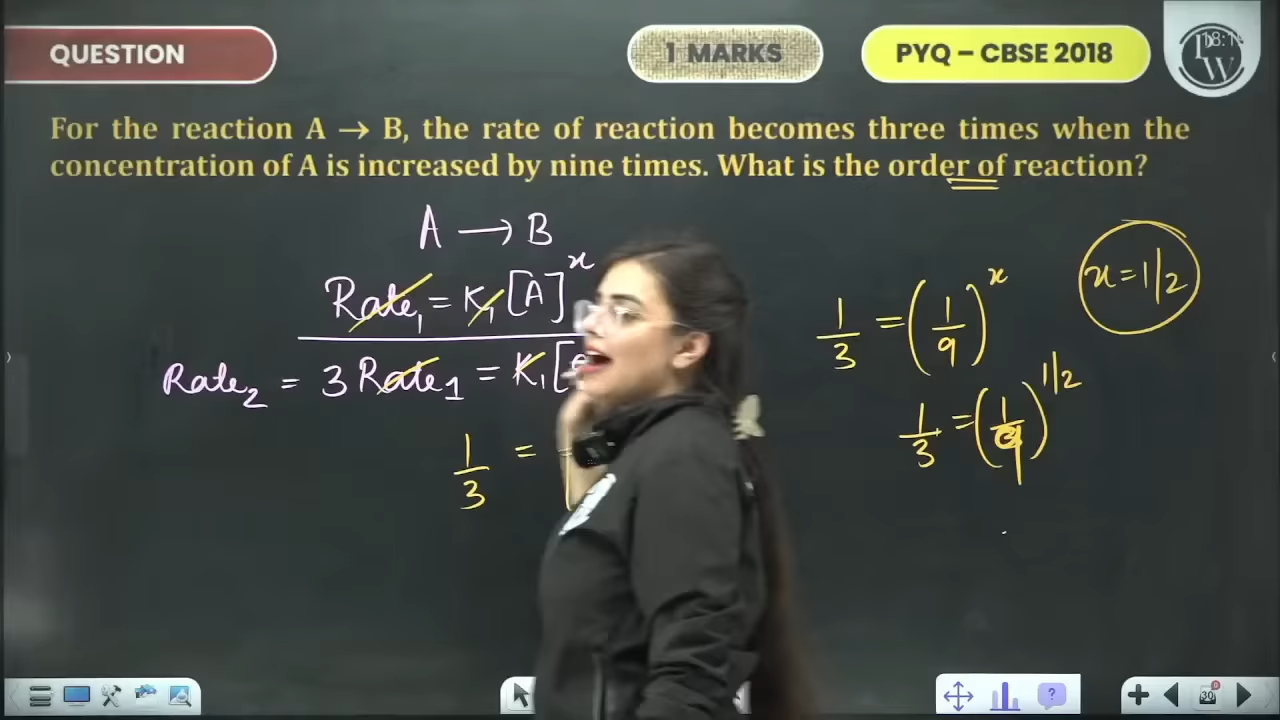 QUESTION
1 MARKS
PYQ – CBSE 2018
For the reaction A → B, the rate of reaction becomes three times when the
concentration of A is increased by nine times. What is the order of reaction?
A → B
Rate₁ = K₁ [A]ˣ
Rate₂ = 3 Rate₁ = K₁ [
1/3 =
1/3 = (1/9)ˣ
1/3 = (1/9)^1/2
x = 1/2
30